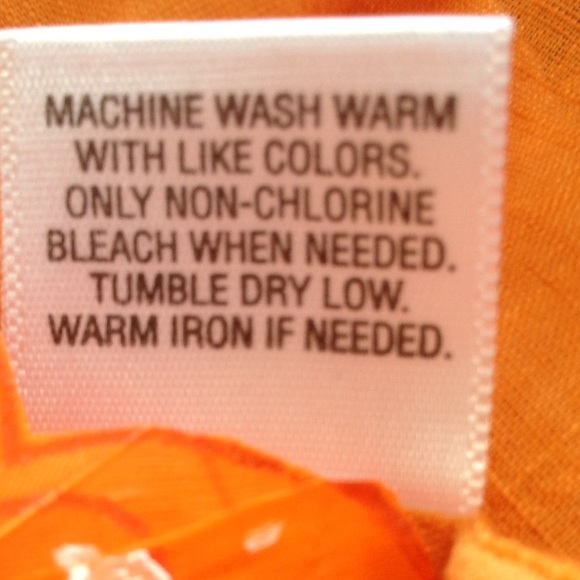 MACHINE WASH WARM
WITH LIKE COLORS.
ONLY NON-CHLORINE
BLEACH WHEN NEEDED.
TUMBLE DRY LOW.
WARM IRON IF NEEDED.